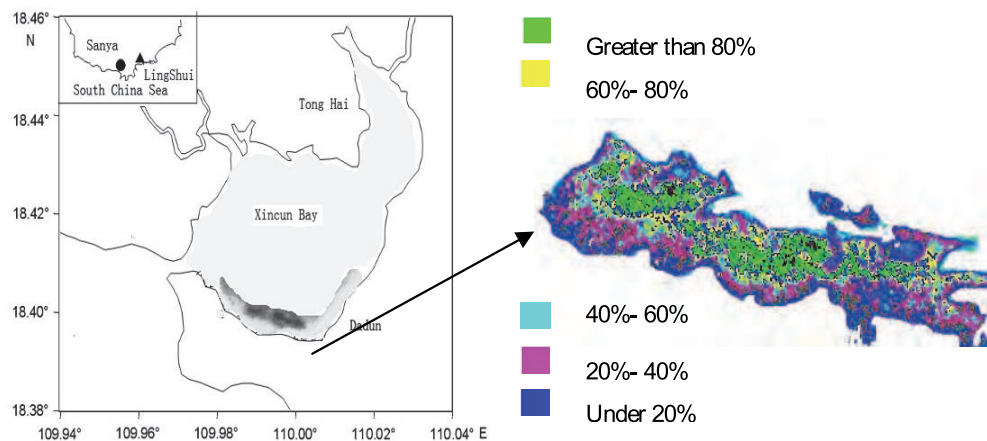 18.46°
N
18.44°
18.42°
18.40°
18.38°
109.94°
109.96°
109.98°
110.00°
110.02°
110.04° E
Sanya
LingShui
South China Sea
Tong Hai
Xincun Bay
Dadun
Greater than 80%
60%- 80%
40%- 60%
20%- 40%
Under 20%